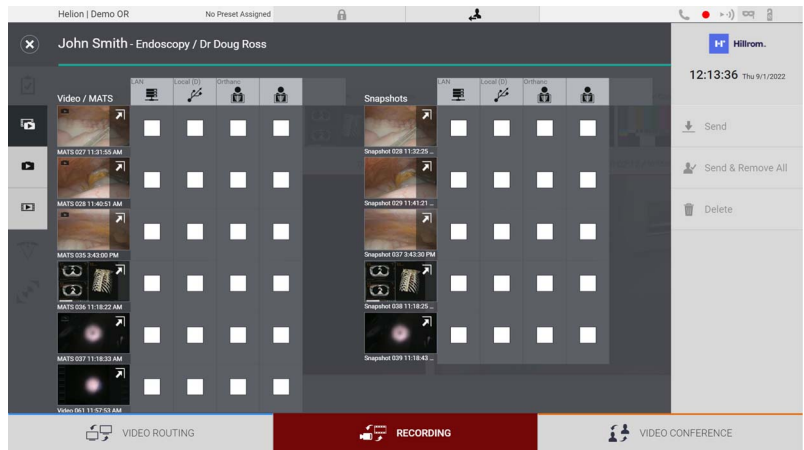 Helion | Demo OR
No Preset Assigned
John Smith - Endoscopy / Dr Doug Ross
Hillrom.
12:13:36 Thu 9/1/2022
Video / MATS
LAN
Local (D)
Orthanc
Snapshots
LAN
Local (D)
Orthanc
MATS 027 11:31:55 AM
Snapshot 028 11:32:25 ...
MATS 028 11:40:51 AM
Snapshot 029 11:41:21 ...
MATS 035 3:43:00 PM
Snapshot 037 3:43:30 PM
MATS 036 11:18:22 AM
Snapshot 038 11:18:25 ...
MATS 037 11:18:33 AM
Snapshot 039 11:18:43 ...
Video 061 11:57:53 AM
Send
Send & Remove All
Delete
VIDEO ROUTING
RECORDING
VIDEO CONFERENCE